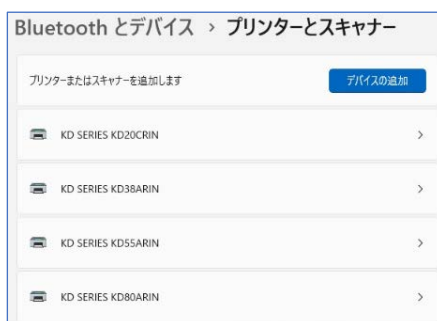 Bluetooth とデバイス › プリンターとスキャナー
プリンターまたはスキャナーを追加します デバイスの追加
KD SERIES KD20CRIN
KD SERIES KD38ARIN
KD SERIES KD55ARIN
KD SERIES KD80ARIN